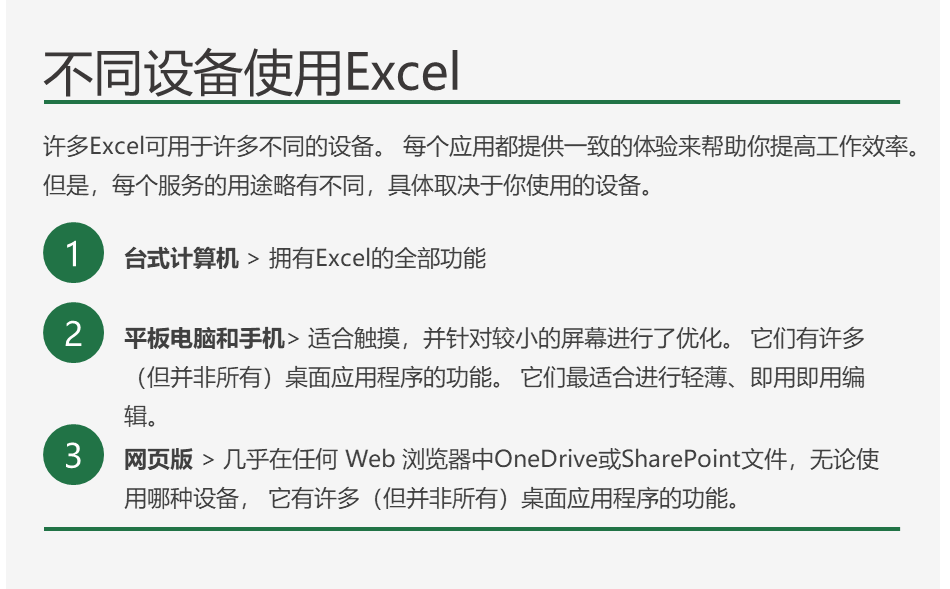 不同设备使用Excel
许多Excel可用于许多不同的设备。 每个应用都提供一致的体验来帮助你提高工作效率。
但是，每个服务的用途略有不同，具体取决于你使用的设备。
1 台式计算机 > 拥有Excel的全部功能
2 平板电脑和手机> 适合触摸，并针对较小的屏幕进行了优化。 它们有许多
（但并非所有）桌面应用程序的功能。 它们最适合进行轻薄、即用即用编
辑。
3 网页版 > 几乎在任何 Web 浏览器中OneDrive或SharePoint文件，无论使
用哪种设备， 它有许多（但并非所有）桌面应用程序的功能。